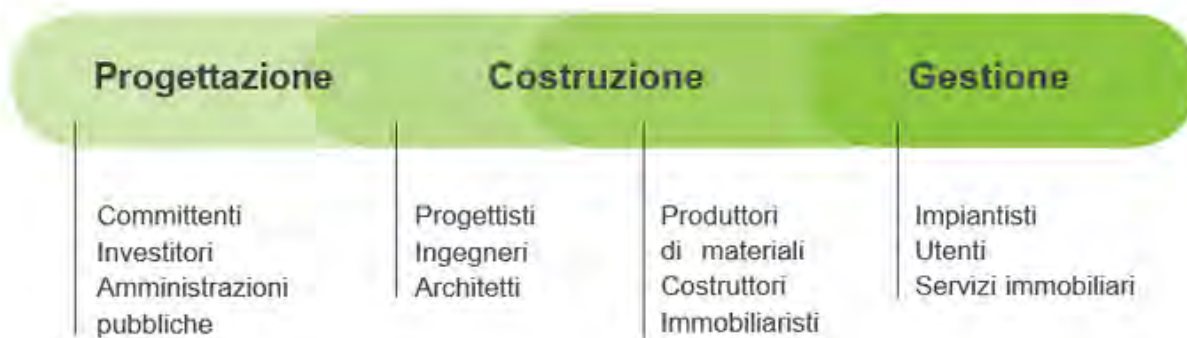 Progettazione
Costruzione
Gestione
Committenti
Investitori
Amministrazioni
pubbliche
Progettisti
Ingegneri
Architetti
Produttori
di materiali
Costruttori
Immobiliaristi
Impiantisti
Utenti
Servizi immobiliari